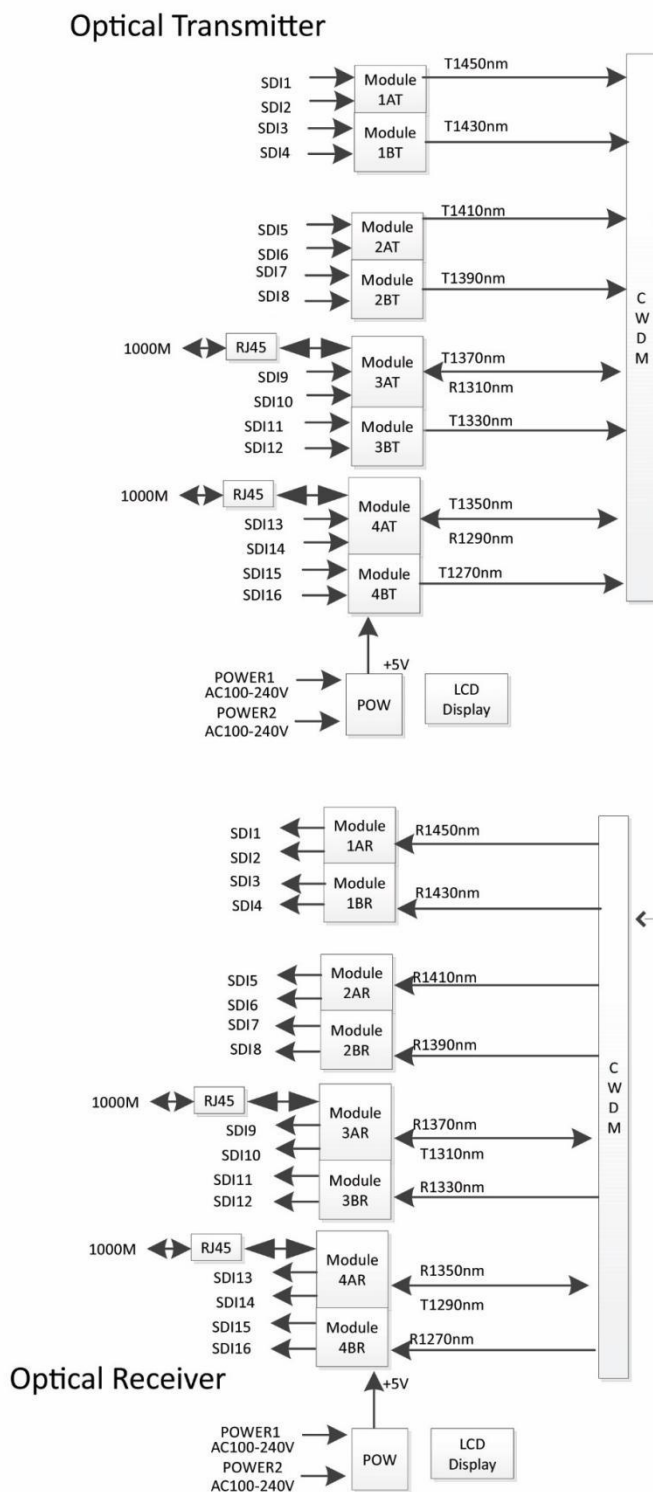 Optical Transmitter
SDI1
SDI2
Module
1AT
T1450nm
SDI3
SDI4
Module
1BT
T1430nm
SDI5
SDI6
Module
2AT
T1410nm
SDI7
SDI8
Module
2BT
T1390nm
1000M
RJ45
SDI9
SDI10
Module
3AT
T1370nm
R1310nm
SDI11
SDI12
Module
3BT
T1330nm
1000M
RJ45
SDI13
SDI14
Module
4AT
T1350nm
R1290nm
SDI15
SDI16
Module
4BT
T1270nm
C
W
D
M
+5V
POWER1
AC100-240V
POWER2
AC100-240V
POW
LCD
Display
SDI1
SDI2
Module
1AR
R1450nm
SDI3
SDI4
Module
1BR
R1430nm
SDI5
SDI6
Module
2AR
R1410nm
SDI7
SDI8
Module
2BR
R1390nm
1000M
RJ45
SDI9
SDI10
Module
3AR
R1370nm
T1310nm
SDI11
SDI12
Module
3BR
R1330nm
1000M
RJ45
SDI13
SDI14
Module
4AR
R1350nm
T1290nm
SDI15
SDI16
Module
4BR
R1270nm
C
W
D
M
Optical Receiver
+5V
POWER1
AC100-240V
POWER2
AC100-240V
POW
LCD
Display